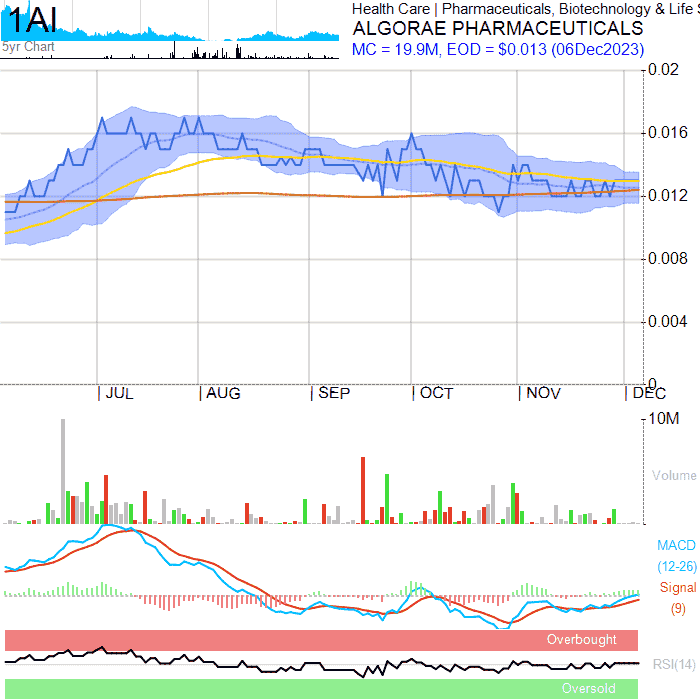 1AI
5yr Chart
Health Care | Pharmaceuticals, Biotechnology & Life S
ALGORAE PHARMACEUTICALS
MC = 19.9M, EOD = $0.013 (06Dec2023)
0.02
0.016
0.012
0.008
0.004
0
JUL AUG SEP OCT NOV DEC
10M
Volume
MACD
(12-26)
Signal
(9)
Overbought
RSI(14)
Oversold